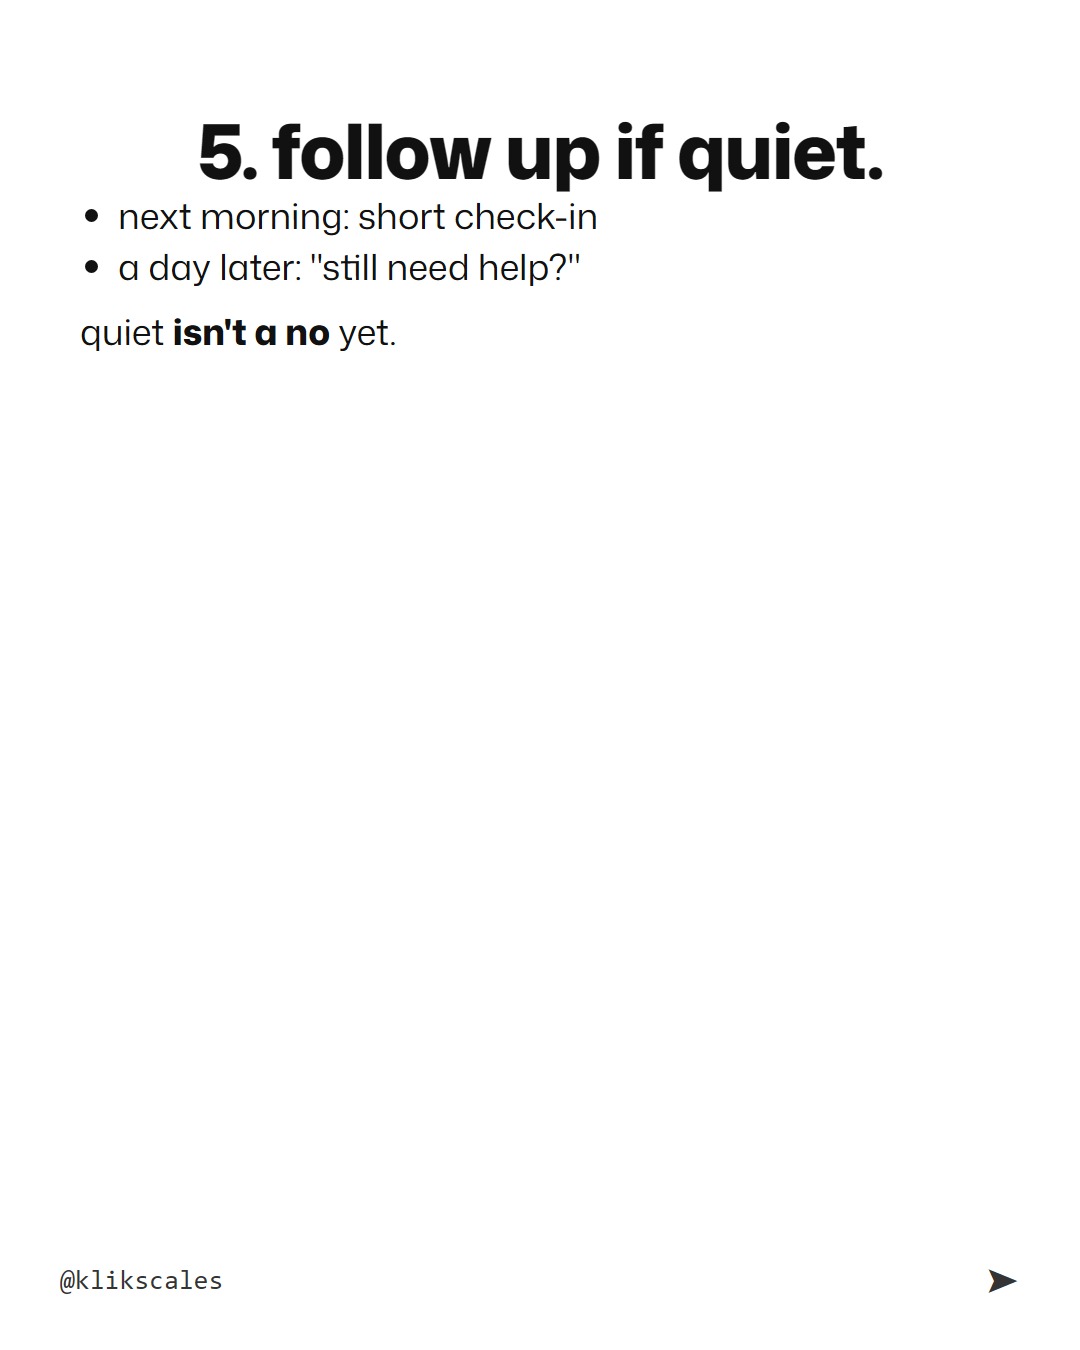 5. follow up if quiet.
• next morning: short check-in
• a day later: "still need help?"
quiet isn't a no yet.
@klikscales